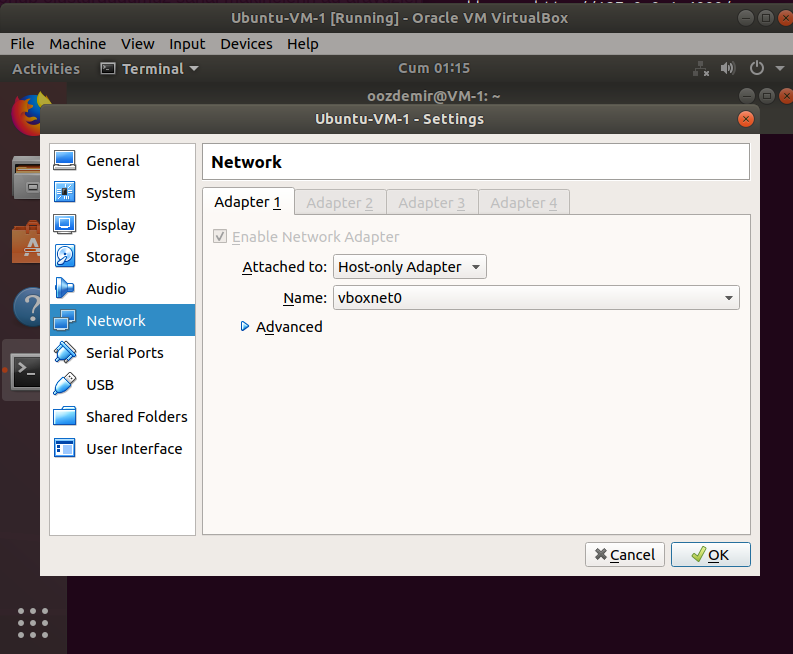 Ubuntu-VM-1 [Running] - Oracle VM VirtualBox
File Machine View Input Devices Help
Activities Terminal Cum 01:15
oozdemir@VM-1: ~
Ubuntu-VM-1 - Settings
General
System
Display
Storage
Audio
Network
Serial Ports
USB
Shared Folders
User Interface
Network
Adapter 1 Adapter 2 Adapter 3 Adapter 4
Enable Network Adapter
Attached to: Host-only Adapter
Name: vboxnet0
Advanced
Cancel OK